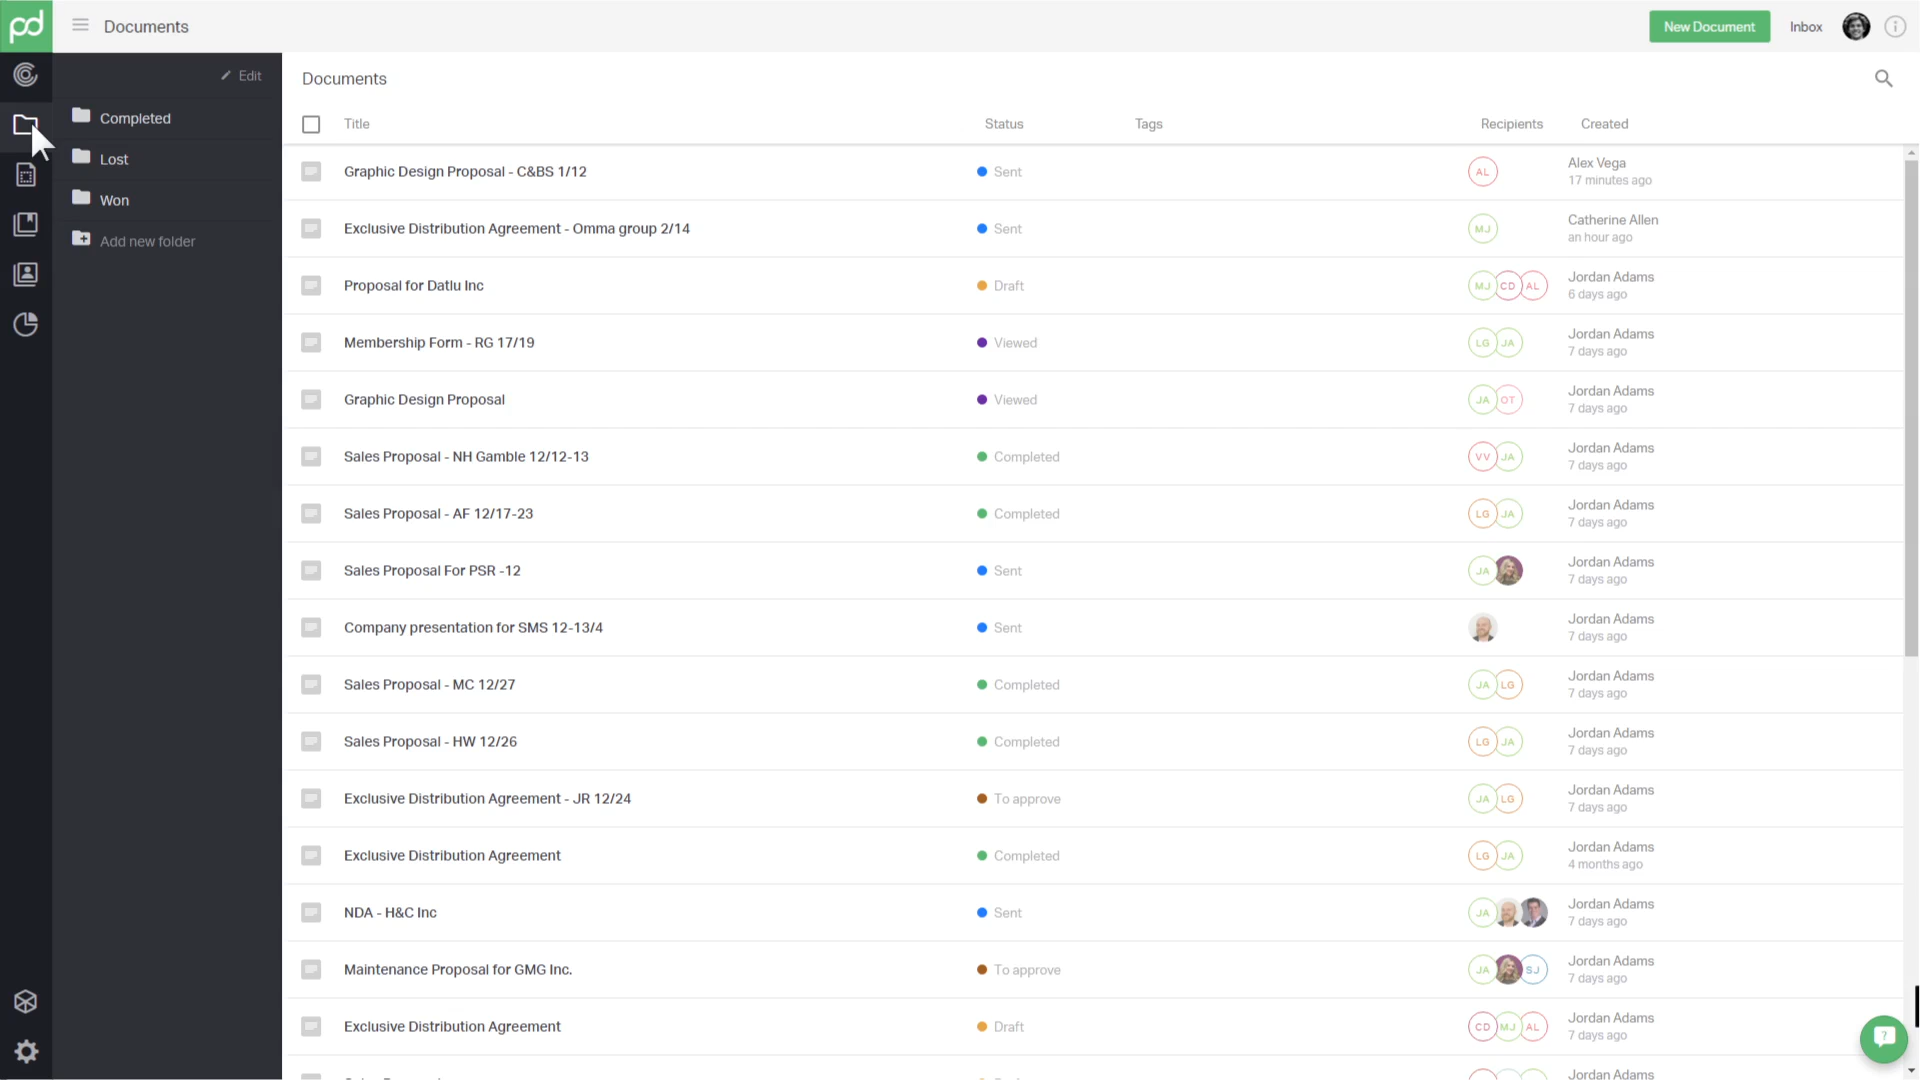 pd
Documents
New Document
Inbox
Edit
Completed
Lost
Won
Add new folder
Documents
Title Status Tags Recipients Created
Graphic Design Proposal - C&BS 1/12 Sent AL Alex Vega
17 minutes ago
Exclusive Distribution Agreement - Omma group 2/14 Sent MJ Catherine Allen
an hour ago
Proposal for Datlu Inc Draft MJ CD AL Jordan Adams
6 days ago
Membership Form - RG 17/19 Viewed LG JA Jordan Adams
7 days ago
Graphic Design Proposal Viewed JA OT Jordan Adams
7 days ago
Sales Proposal - NH Gamble 12/12-13 Completed VV JA Jordan Adams
7 days ago
Sales Proposal - AF 12/17-23 Completed LG JA Jordan Adams
7 days ago
Sales Proposal For PSR -12 Sent JA Jordan Adams
7 days ago
Company presentation for SMS 12-13/4 Sent Jordan Adams
7 days ago
Sales Proposal - MC 12/27 Completed JA LG Jordan Adams
7 days ago
Sales Proposal - HW 12/26 Completed LG JA Jordan Adams
7 days ago
Exclusive Distribution Agreement - JR 12/24 To approve JA LG Jordan Adams
7 days ago
Exclusive Distribution Agreement Completed LG JA Jordan Adams
4 months ago
NDA - H&C Inc Sent JA Jordan Adams
7 days ago
Maintenance Proposal for GMG Inc. To approve JA SJ Jordan Adams
7 days ago
Exclusive Distribution Agreement Draft CD MJ AL Jordan Adams
7 days ago
Jordan Adams